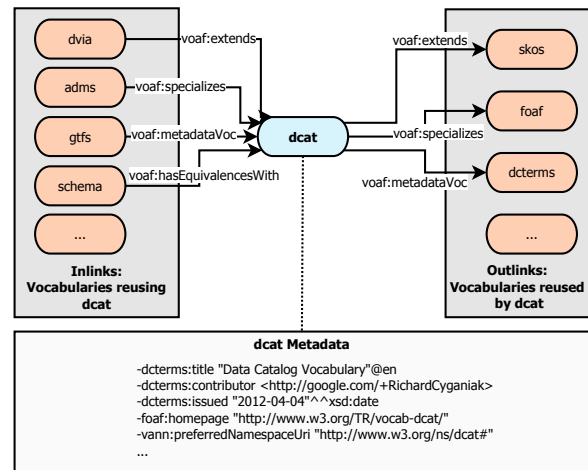 dvia
voaf:extends
voaf:extends
skos
adms
voaf:specializes
gtfs
voaf:metadataVoc
dcat
voaf:specializes
foaf
schema
voaf:hasEquivalencesWith
voaf:metadataVoc
dcterms
...
...
Inlinks:
Vocabularies reusing
dcat
Outlinks:
Vocabularies reused
by dcat
dcat Metadata
-dcterms:title "Data Catalog Vocabulary"@en
-dcterms:contributor <http://google.com/+RichardCyganiak>
-dcterms:issued "2012-04-04"^^xsd:date
-foaf:homepage "http://www.w3.org/TR/vocab-dcat/"
-vann:preferredNamespaceUri "http://www.w3.org/ns/dcat#"
...